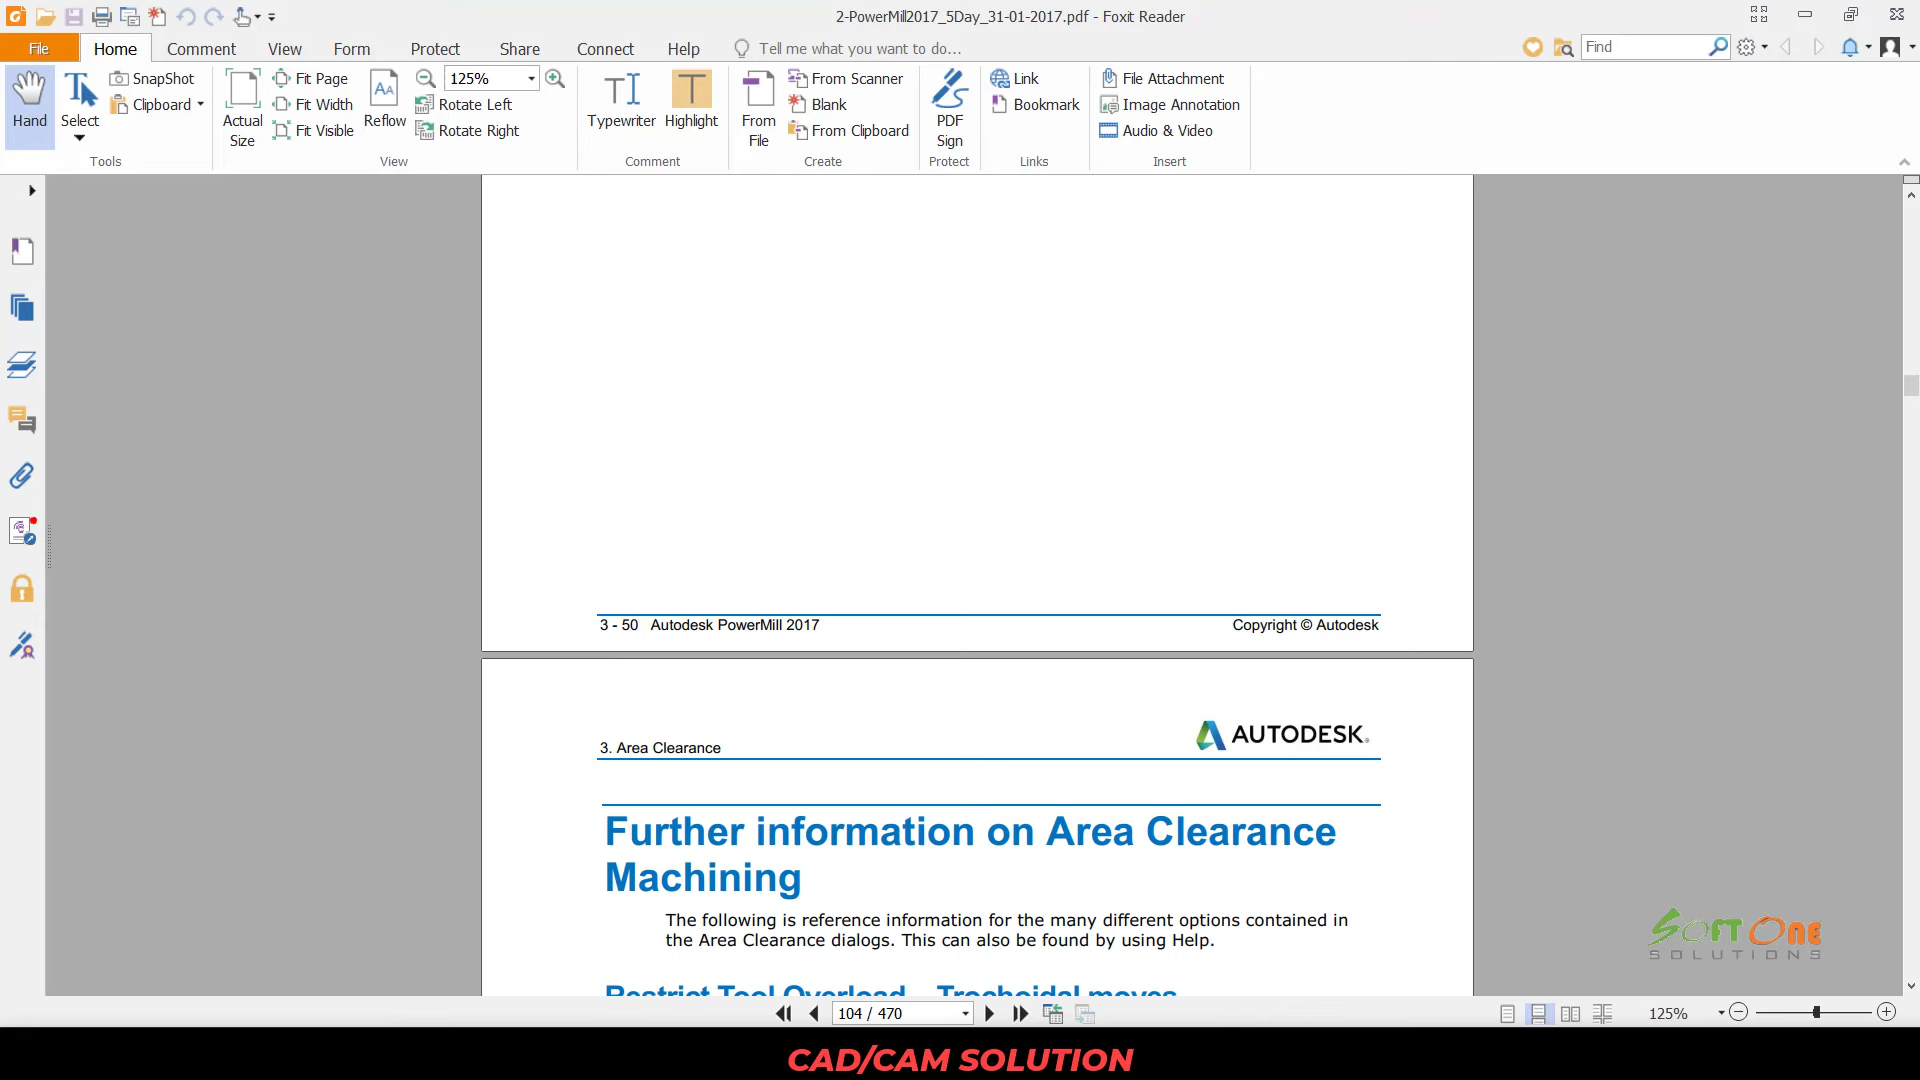 2-PowerMill2017_5Day_31-01-2017.pdf - Foxit Reader
File Home Comment View Form Protect Share Connect Help Tell me what you want to do... Find
Hand
Select
SnapShot
Clipboard
Tools
Actual Size
Fit Page
Fit Width
Fit Visible
Reflow
125%
Rotate Left
Rotate Right
View
Typewriter
Highlight
Comment
From File
From Scanner
Blank
From Clipboard
Create
PDF Sign
Protect
Link
Bookmark
Links
File Attachment
Image Annotation
Audio & Video
Insert
3 - 50 Autodesk PowerMill 2017 Copyright © Autodesk
AUTODESK®
3. Area Clearance
Further information on Area Clearance
Machining
The following is reference information for the many different options contained in
the Area Clearance dialogs. This can also be found by using Help.
Restrict Tool Overload – Trochoidal moves
SOFT ONE
SOLUTIONS
104 / 470
125%
CAD/CAM SOLUTION